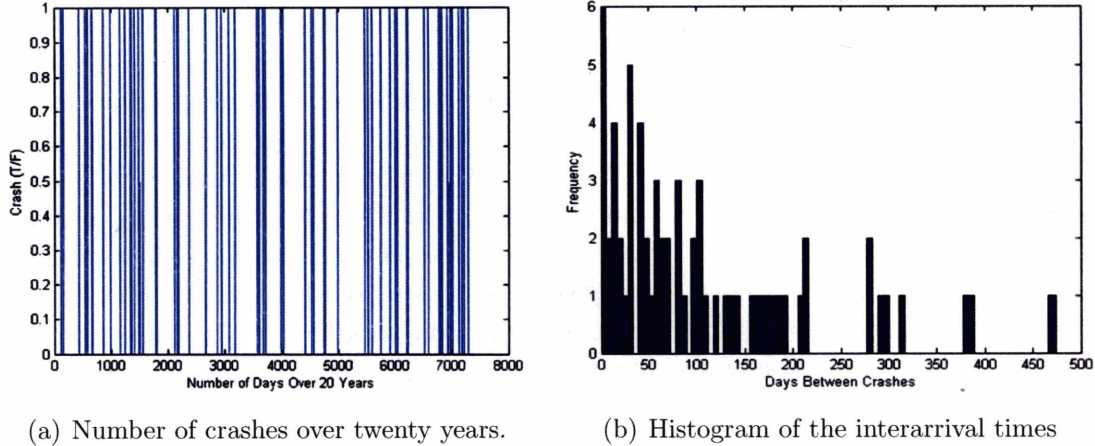 1
0.9
0.8
0.7
0.6
0.5
0.4
0.3
0.2
0.1
0
Crash (T/F)
0 1000 2000 3000 4000 5000 6000 7000 8000
Number of Days Over 20 Years
(a) Number of crashes over twenty years.
6
5
4
3
2
1
0
Frequency
0 50 100 150 200 250 300 350 400 450 500
Days Between Crashes
(b) Histogram of the interarrival times